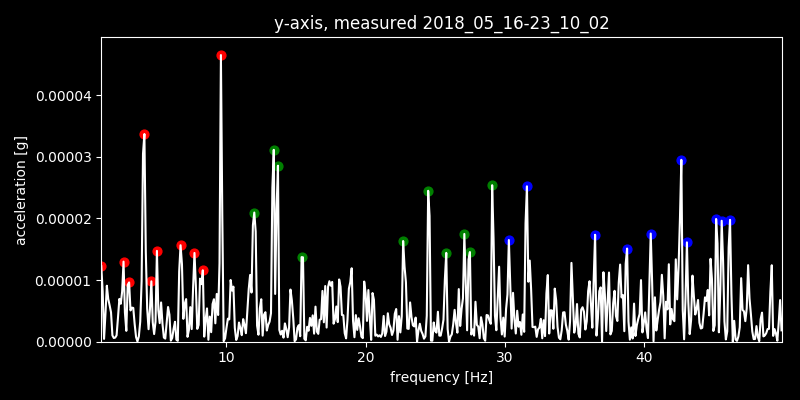 y-axis, measured 2018_05_16-23_10_02
0.00004
0.00003
0.00002
0.00001
0.00000
acceleration [g]
10 20 30 40
frequency [Hz]